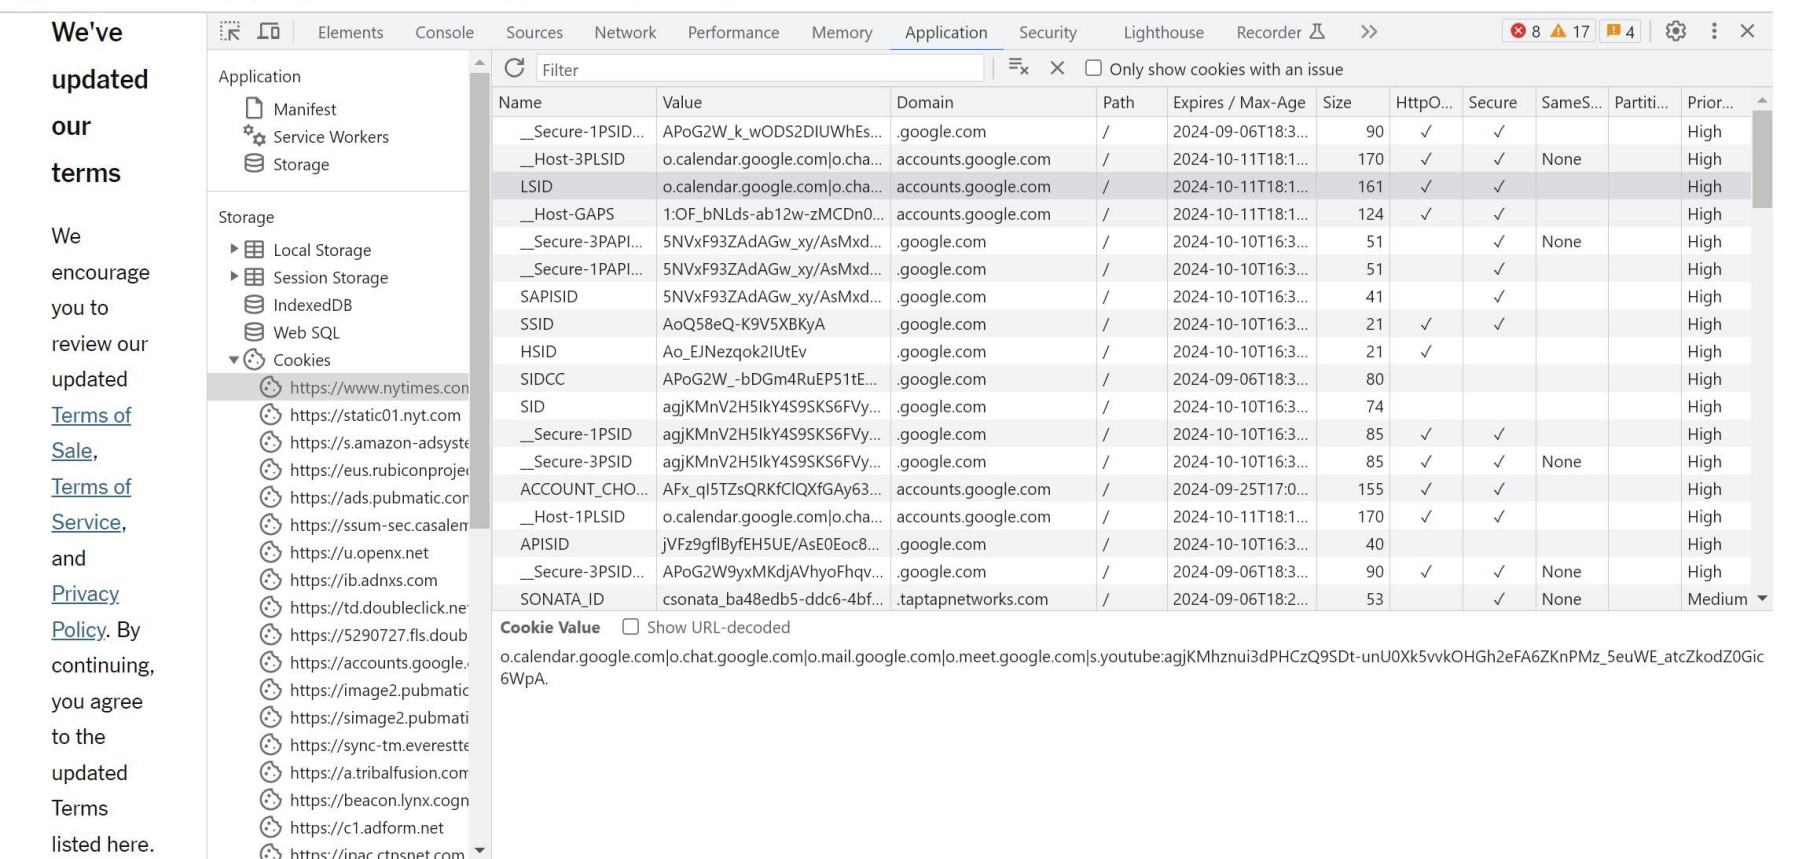 We've
updated
our
terms
We
encourage
you to
review our
updated
Terms of
Sale,
Terms of
Service,
and
Privacy
Policy. By
continuing,
you agree
to the
updated
Terms
listed here.
Elements Console Sources Network Performance Memory Application Security Lighthouse Recorder 8 17 4
Application
Manifest
Service Workers
Storage
Storage
Local Storage
Session Storage
IndexedDB
Web SQL
Cookies
https://www.nytimes.com
https://static01.nyt.com
https://s.amazon-adsyste
https://eus.rubiconprojec
https://ads.pubmatic.com
https://ssum-sec.casalem
https://u.openx.net
https://ib.adnxs.com
https://td.doubleclick.net
https://5290727.fls.doub
https://accounts.google.
https://image2.pubmatic
https://simage2.pubmati
https://sync-tm.everestte
https://a.tribalfusion.com
https://beacon.lynx.cogn
https://c1.adform.net
https://ipac.ctnsnet.com
Filter Only show cookies with an issue
Name Value Domain Path Expires / Max-Age Size HttpO... Secure SameS... Partiti... Prior...
__Secure-1PSID... APoG2W_k_wODS2DIUWhEs... .google.com / 2024-09-06T18:3... 90 ✓ ✓ High
__Host-3PLSID o.calendar.google.com|o.cha... accounts.google.com / 2024-10-11T18:1... 170 ✓ ✓ None High
LSID o.calendar.google.com|o.cha... accounts.google.com / 2024-10-11T18:1... 161 ✓ ✓ High
__Host-GAPS 1:OF_bNLds-ab12w-zMCDn0... accounts.google.com / 2024-10-11T18:1... 124 ✓ ✓ High
__Secure-3PAPI... 5NVxF93ZAdAGw_xy/AsMxd... .google.com / 2024-10-10T16:3... 51 ✓ None High
__Secure-1PAPI... 5NVxF93ZAdAGw_xy/AsMxd... .google.com / 2024-10-10T16:3... 51 ✓ High
SAPISID 5NVxF93ZAdAGw_xy/AsMxd... .google.com / 2024-10-10T16:3... 41 ✓ High
SSID AoQ58eQ-K9V5XBKyA .google.com / 2024-10-10T16:3... 21 ✓ ✓ High
HSID Ao_EJNezqok2IUtEv .google.com / 2024-10-10T16:3... 21 ✓ High
SIDCC APoG2W_-bDGm4RuEP51tE... .google.com / 2024-09-06T18:3... 80 High
SID agjKMnV2H5IkY4S9SKS6FVy... .google.com / 2024-10-10T16:3... 74 High
__Secure-1PSID agjKMnV2H5IkY4S9SKS6FVy... .google.com / 2024-10-10T16:3... 85 ✓ ✓ High
__Secure-3PSID agjKMnV2H5IkY4S9SKS6FVy... .google.com / 2024-10-10T16:3... 85 ✓ ✓ None High
ACCOUNT_CHO... AFx_qI5TZsQRKfClQXfGAy63... accounts.google.com / 2024-09-25T17:0... 155 ✓ ✓ High
__Host-1PLSID o.calendar.google.com|o.cha... accounts.google.com / 2024-10-11T18:1... 170 ✓ ✓ High
APISID jVFz9gflByfEH5UE/AsE0Eoc8... .google.com / 2024-10-10T16:3... 40 High
__Secure-3PSID... APoG2W9yxMKdjAVhyoFhqv... .google.com / 2024-09-06T18:3... 90 ✓ ✓ None High
SONATA_ID csonata_ba48edb5-ddc6-4bf... .taptapnetworks.com / 2024-09-06T18:2... 53 ✓ None Medium
Cookie Value Show URL-decoded
o.calendar.google.com|o.chat.google.com|o.mail.google.com|o.meet.google.com|s.youtube:agjKMhznui3dPHCzQ9SDt-unU0Xk5vvkOHGh2eFA6ZKnPMz_5euWE_atcZkodZ0Gic
6WpA.